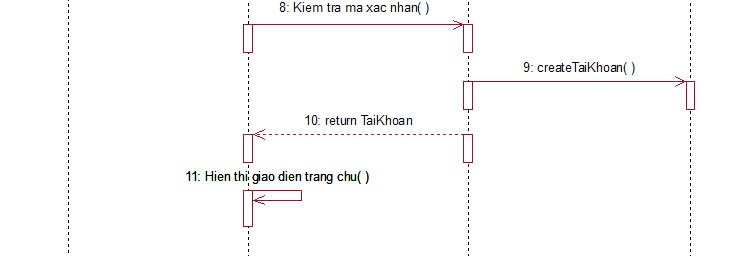 8: Kiem tra ma xac nhan( )
9: createTaiKhoan( )
10: return TaiKhoan
11: Hien thi giao dien trang chu( )